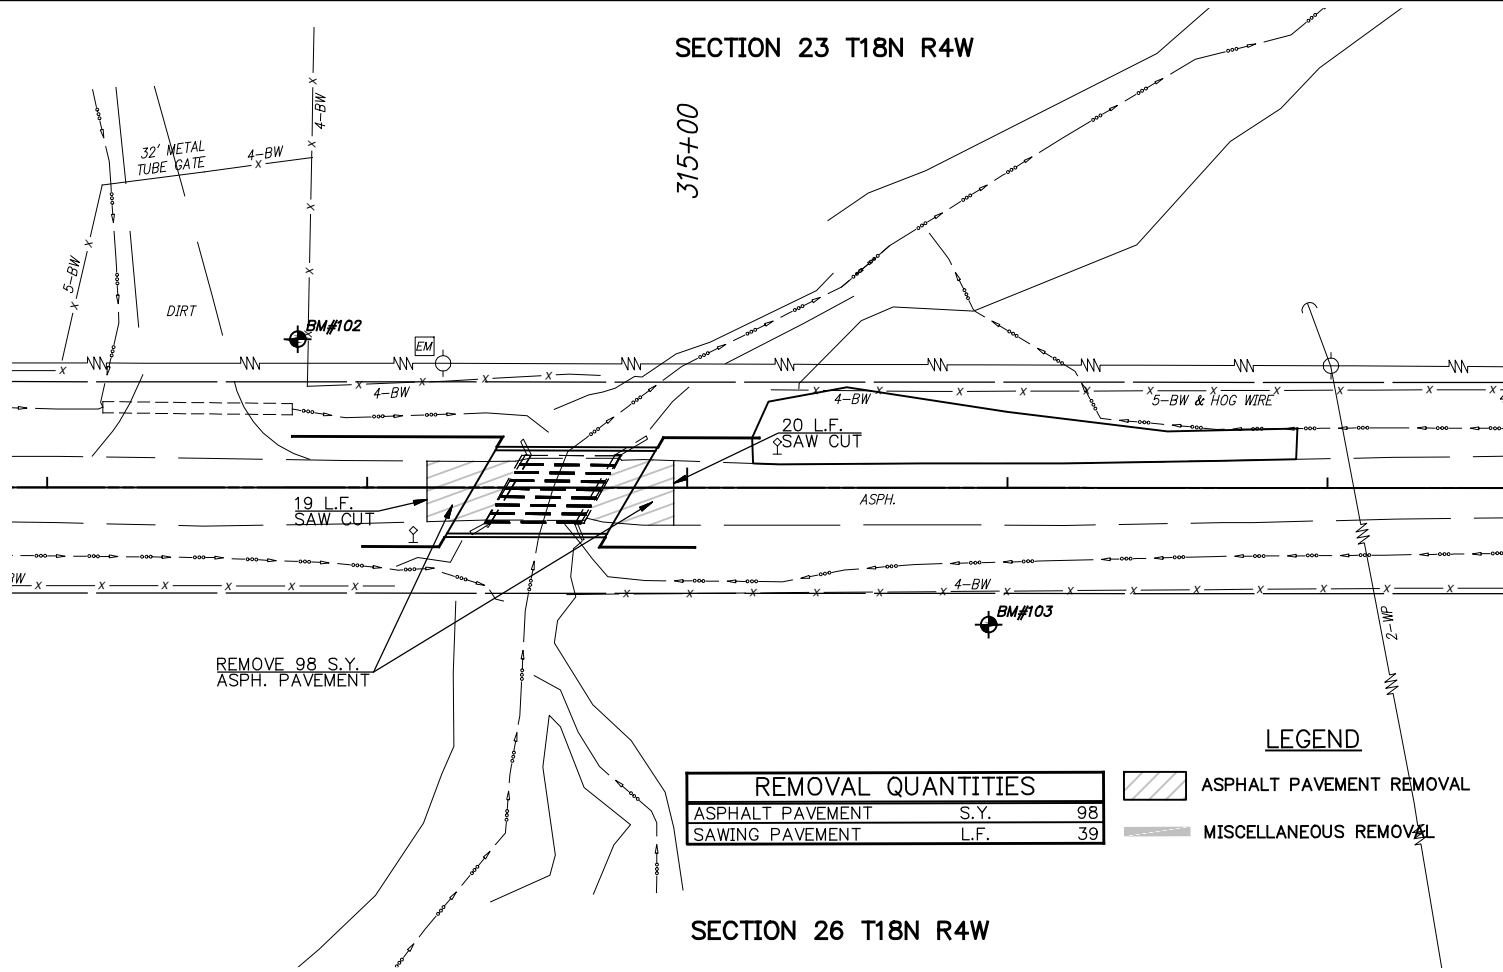 SECTION 23 T18N R4W
315+00
4-BW
32' METAL
TUBE GATE
4-BW
5-BW
DIRT
BM#102
EM
4-BW
4-BW
5-BW & HOG WIRE
20 L.F.
SAW CUT
19 L.F.
SAW CUT
ASPH.
RW
4-BW
BM#103
2-WP
REMOVE 98 S.Y.
ASPH. PAVEMENT
LEGEND
REMOVAL QUANTITIES
ASPHALT PAVEMENT S.Y. 98
SAWING PAVEMENT L.F. 39
ASPHALT PAVEMENT REMOVAL
MISCELLANEOUS REMOVAL
SECTION 26 T18N R4W